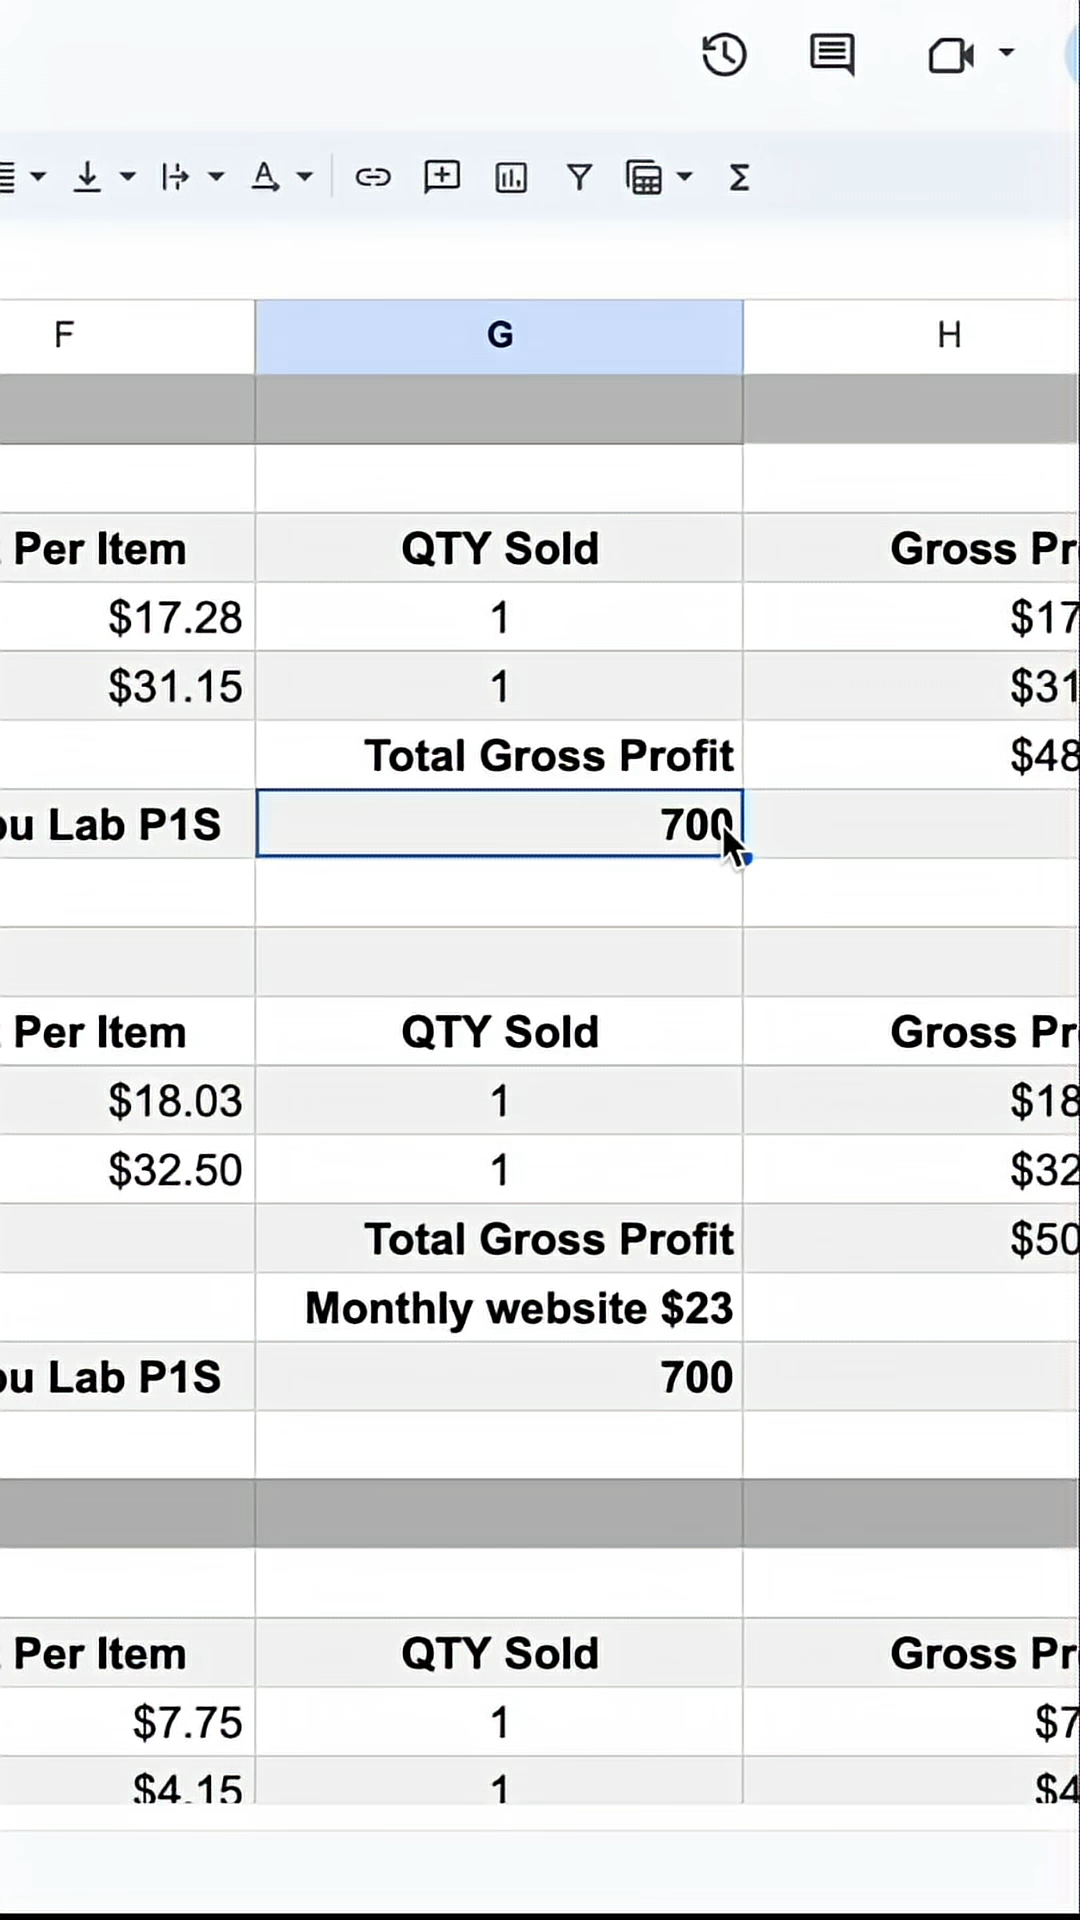 F G H
Per Item QTY Sold Gross Pr
$17.28 1 $17
$31.15 1 $31
Total Gross Profit $48
ou Lab P1S 700
Per Item QTY Sold Gross Pr
$18.03 1 $18
$32.50 1 $32
Total Gross Profit $50
Monthly website $23
ou Lab P1S 700
Per Item QTY Sold Gross Pr
$7.75 1 $7
$4.15 1 $4